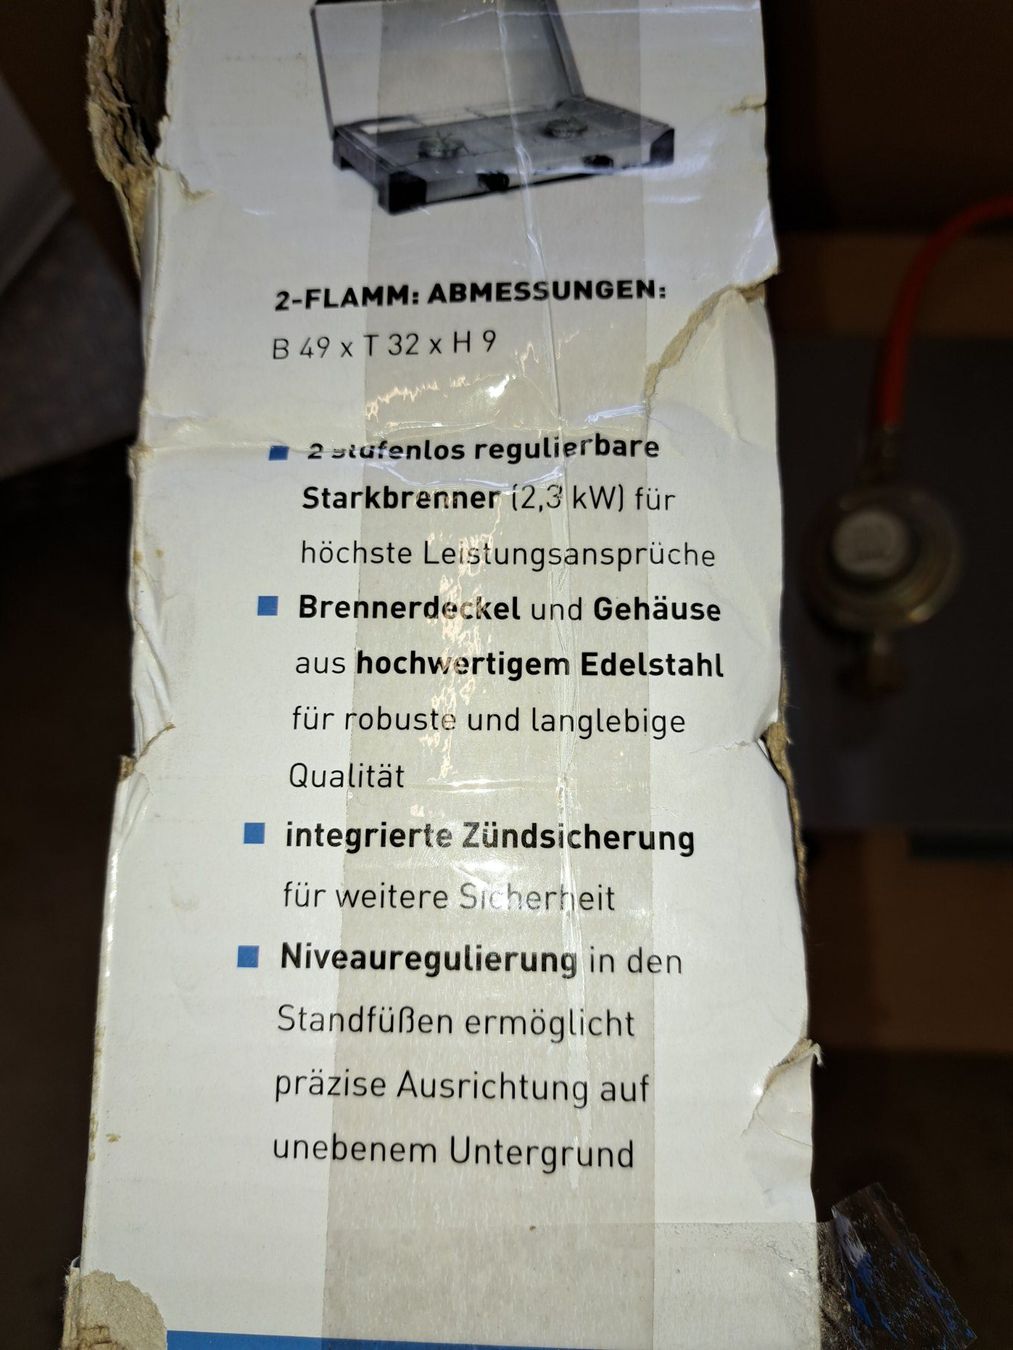 2-FLAMM: ABMESSUNGEN:
B 49 x T 32 x H 9
2 stufenlos regulierbare
Starkbrenner (2,3 kW) für
höchste Leistungsansprüche
Brennerdeckel und Gehäuse
aus hochwertigem Edelstahl
für robuste und langlebige
Qualität
integrierte Zündsicherung
für weitere Sicherheit
Niveauregulierung in den
Standfüßen ermöglicht
präzise Ausrichtung auf
unebenem Untergrund